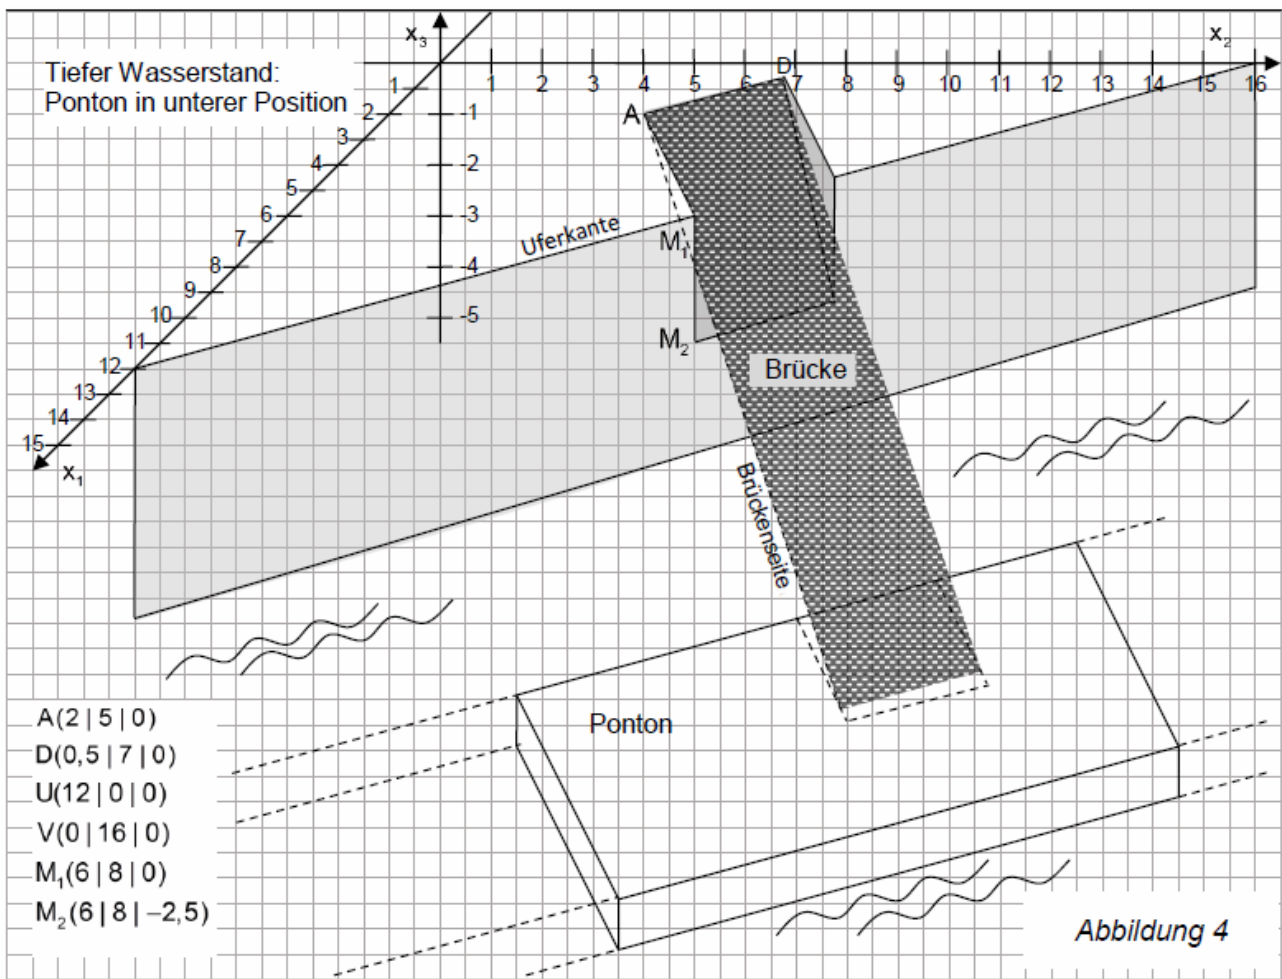 x₃
x₂
Tiefer Wasserstand:
Ponton in unterer Position
1 2 3 4 5 6 7 8 9 10 11 12 13 14 15 16
D
A
1
2
3
4
5
6
7
8
9
10
11
12
13
14
15
x₁
-1
-2
-3
-4
-5
Uferkante
M₁
M₂
Brücke
Brückenseite
Ponton
A(2 | 5 | 0)
D(0,5 | 7 | 0)
U(12 | 0 | 0)
V(0 | 16 | 0)
M₁(6 | 8 | 0)
M₂(6 | 8 | −2,5)
Abbildung 4